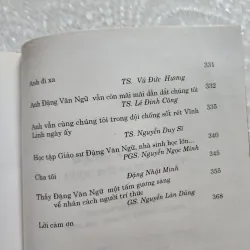 Anh đi xa 331
TS. Vũ Đức Hương
Anh Đặng Văn Ngữ vẫn còn mãi mãi dẫn dắt chúng tôi 335
TS. Lê Đình Công
Anh vẫn cùng chúng tôi trong đội chống sốt rét Vĩnh
Linh ngày ấy 337
TS. Nguyễn Duy Sĩ
Học tập Giáo sư Đặng Văn Ngữ, nhà sinh học lớn... 340
PGS. Nguyễn Ngọc Minh
Cha tôi 345
Đặng Nhật Minh
Thầy Đặng Văn Ngữ một tấm gương sáng 355
về nhân cách người trí thức
GS. Nguyễn Lân Dũng
Lời cảm ơn 368